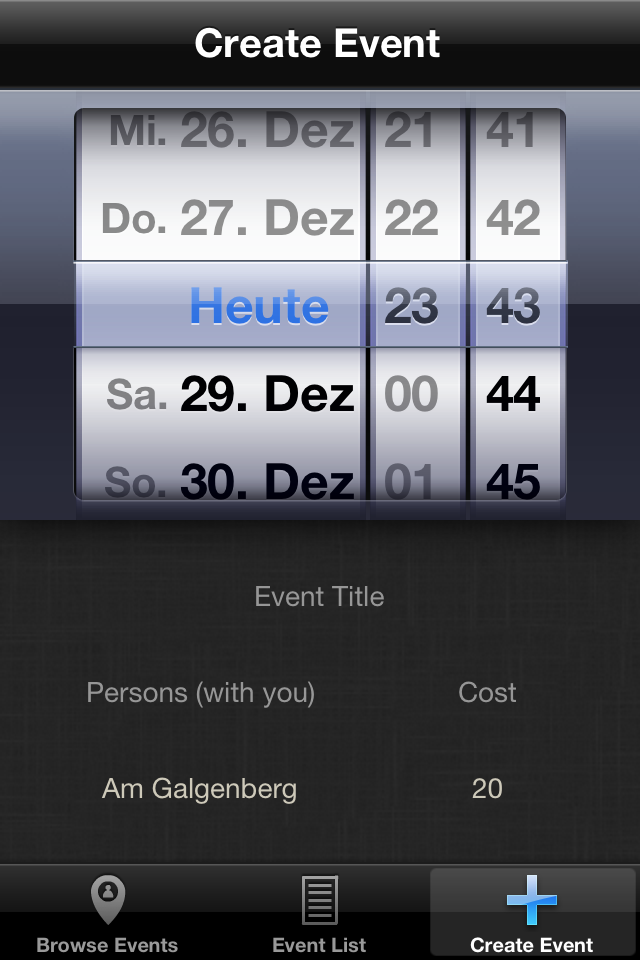 Create Event
Mi. 26. Dez 21 41
Do. 27. Dez 22 42
Heute 23 43
Sa. 29. Dez 00 44
So. 30. Dez 01 45
Event Title
Persons (with you) Cost
Am Galgenberg 20
Browse Events Event List Create Event